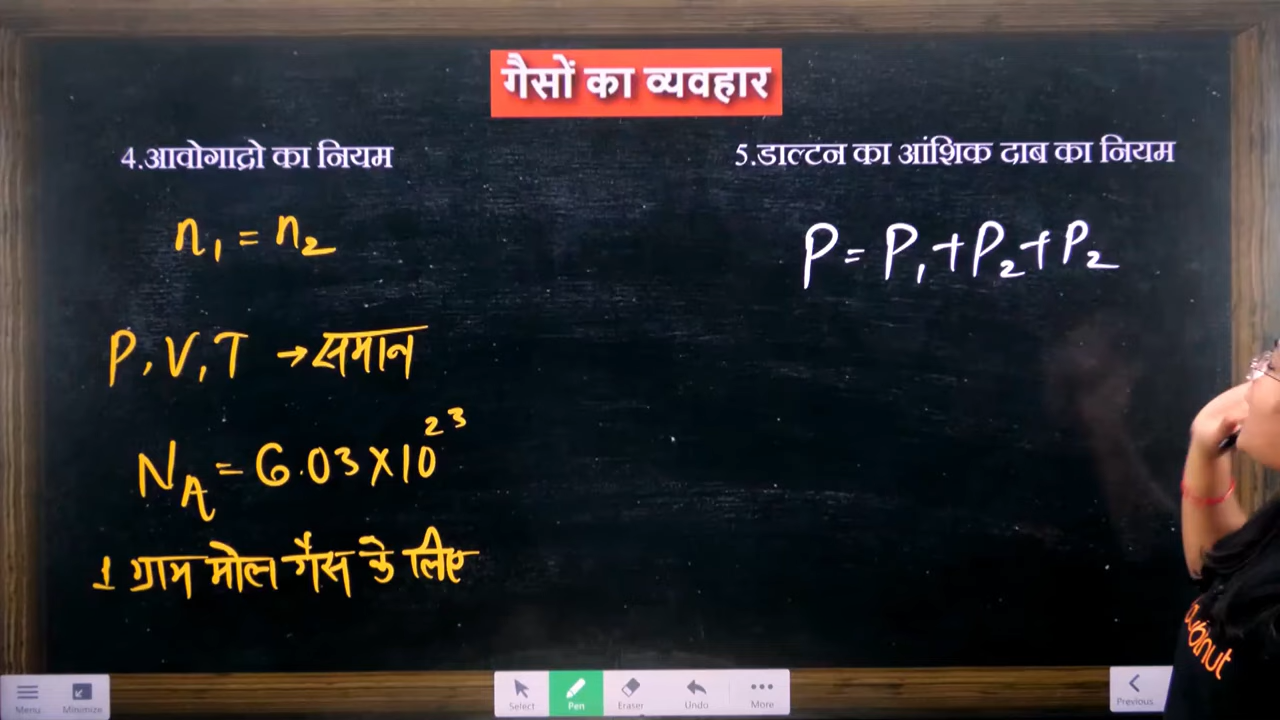 गैसों का व्यवहार
4.आवोगाद्रो का नियम
n₁ = n₂
P, V, T → समान
N_A = 6.03 × 10²³
1 ग्राम मोल गैस के लिए
5.डाल्टन का आंशिक दाब का नियम
P = P₁ + P₂ + P₂
Menu
Minimize
Select
Pen
Eraser
Undo
More
Previous